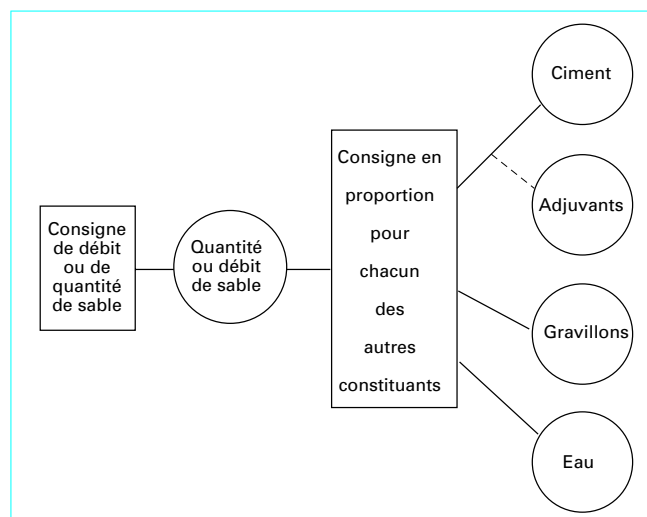 Consigne
de débit
ou de
quantité
de sable
Quantité
ou débit
de sable
Consigne en
proportion
pour
chacun
des
autres
constituants
Ciment
Adjuvants
Gravillons
Eau